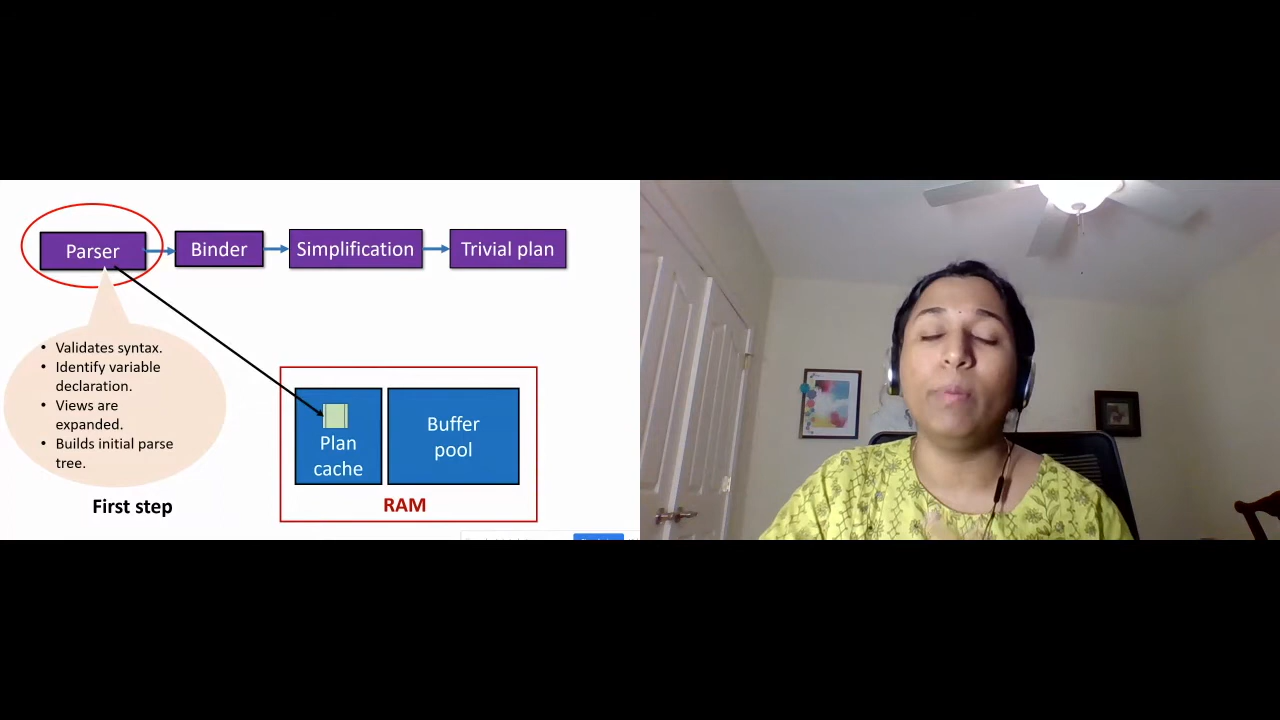 Parser
Binder
Simplification
Trivial plan
• Validates syntax.
• Identify variable
declaration.
• Views are
expanded.
• Builds initial parse
tree.
First step
Plan
cache
Buffer
pool
RAM